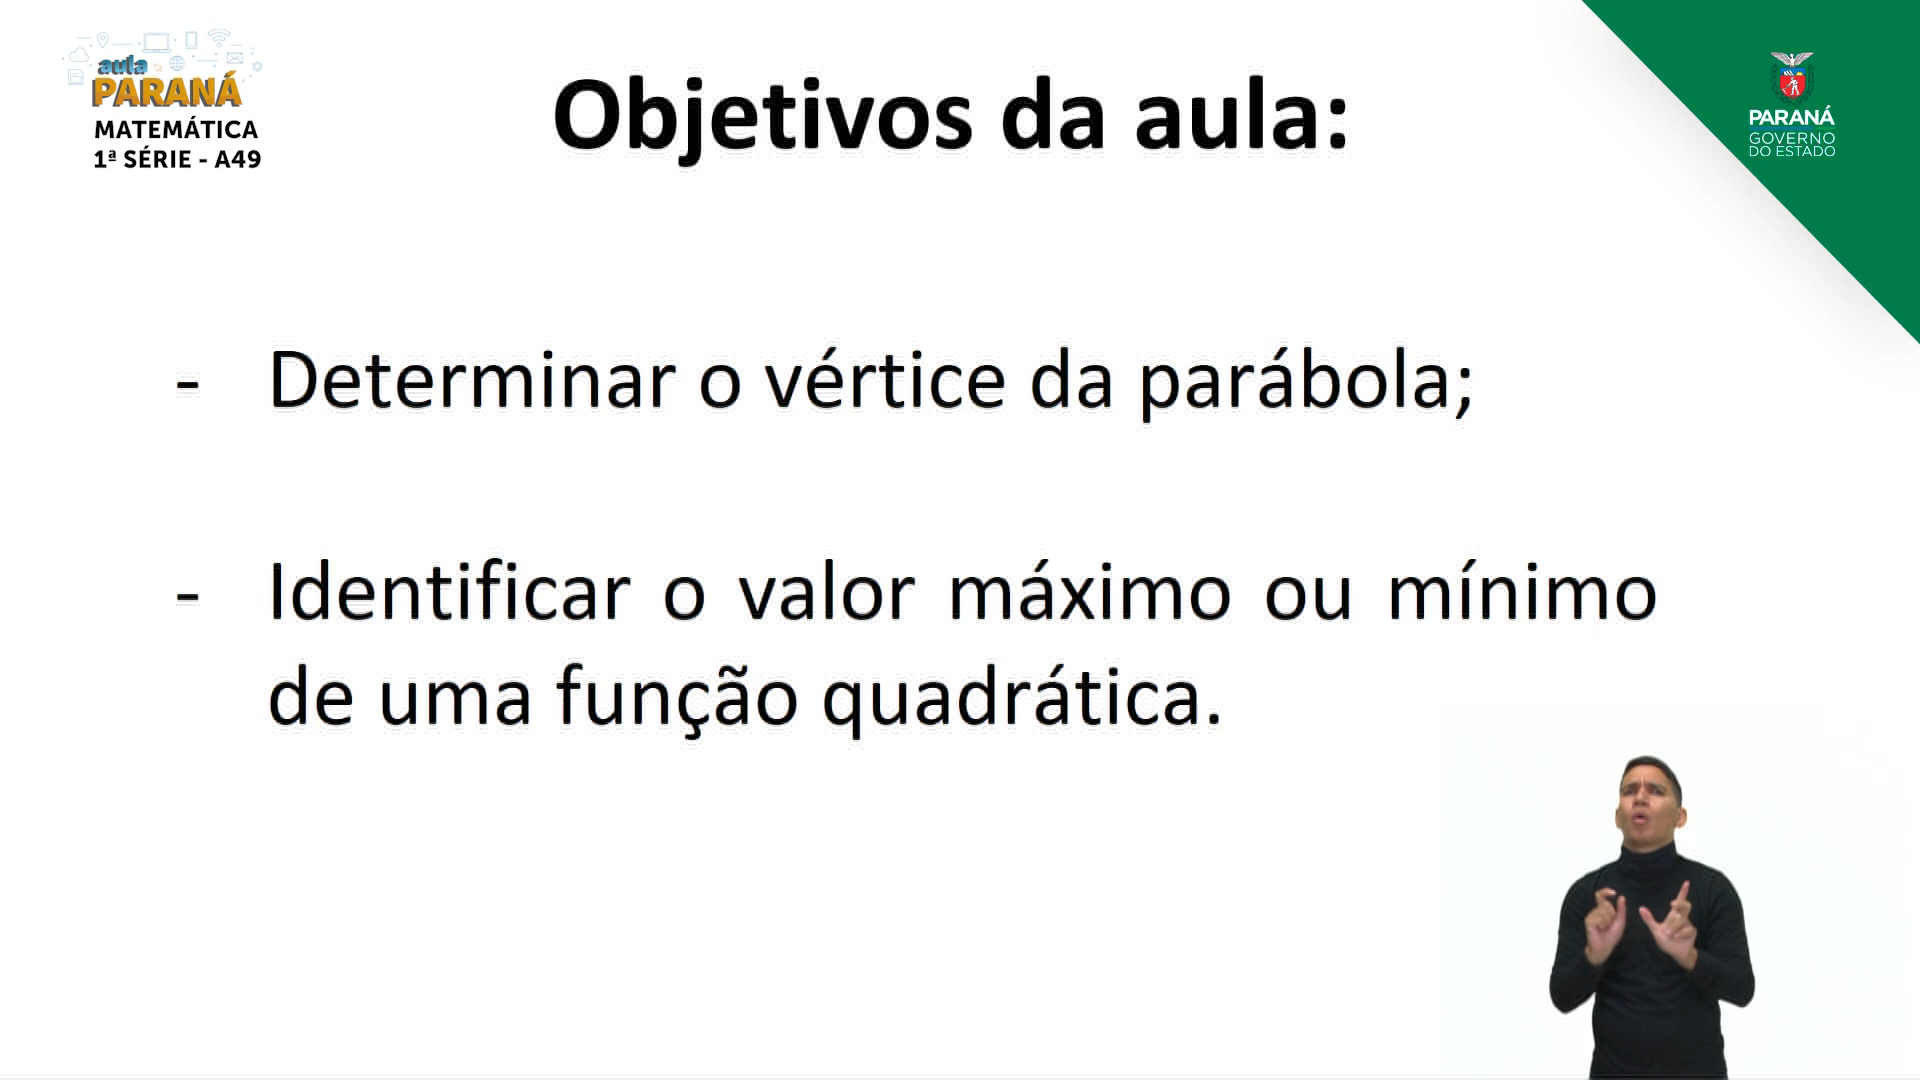 aula
PARANÁ
MATEMÁTICA
1ª SÉRIE - A49
Objetivos da aula:
PARANÁ
GOVERNO
DO ESTADO
- Determinar o vértice da parábola;
- Identificar o valor máximo ou mínimo
de uma função quadrática.